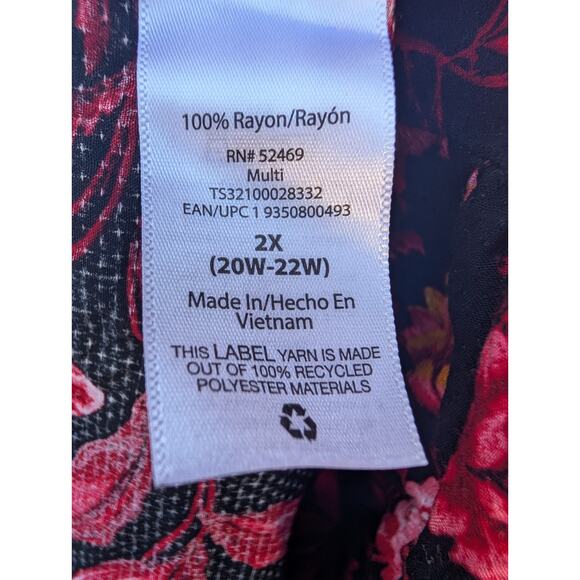 100% Rayon/Rayón
RN# 52469
Multi
TS32100028332
EAN/UPC 1 9350800493
2X
(20W-22W)
Made In/Hecho En
Vietnam
THIS LABEL YARN IS MADE
OUT OF 100% RECYCLED
POLYESTER MATERIALS